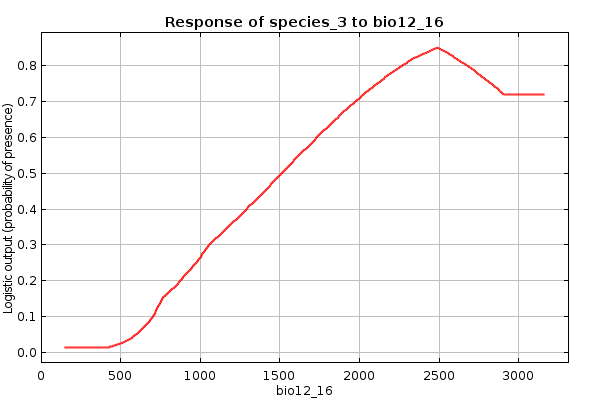 Response of species_3 to bio12_16
Logistic output (probability of presence)
0.8
0.7
0.6
0.5
0.4
0.3
0.2
0.1
0.0
0 500 1000 1500 2000 2500 3000
bio12_16